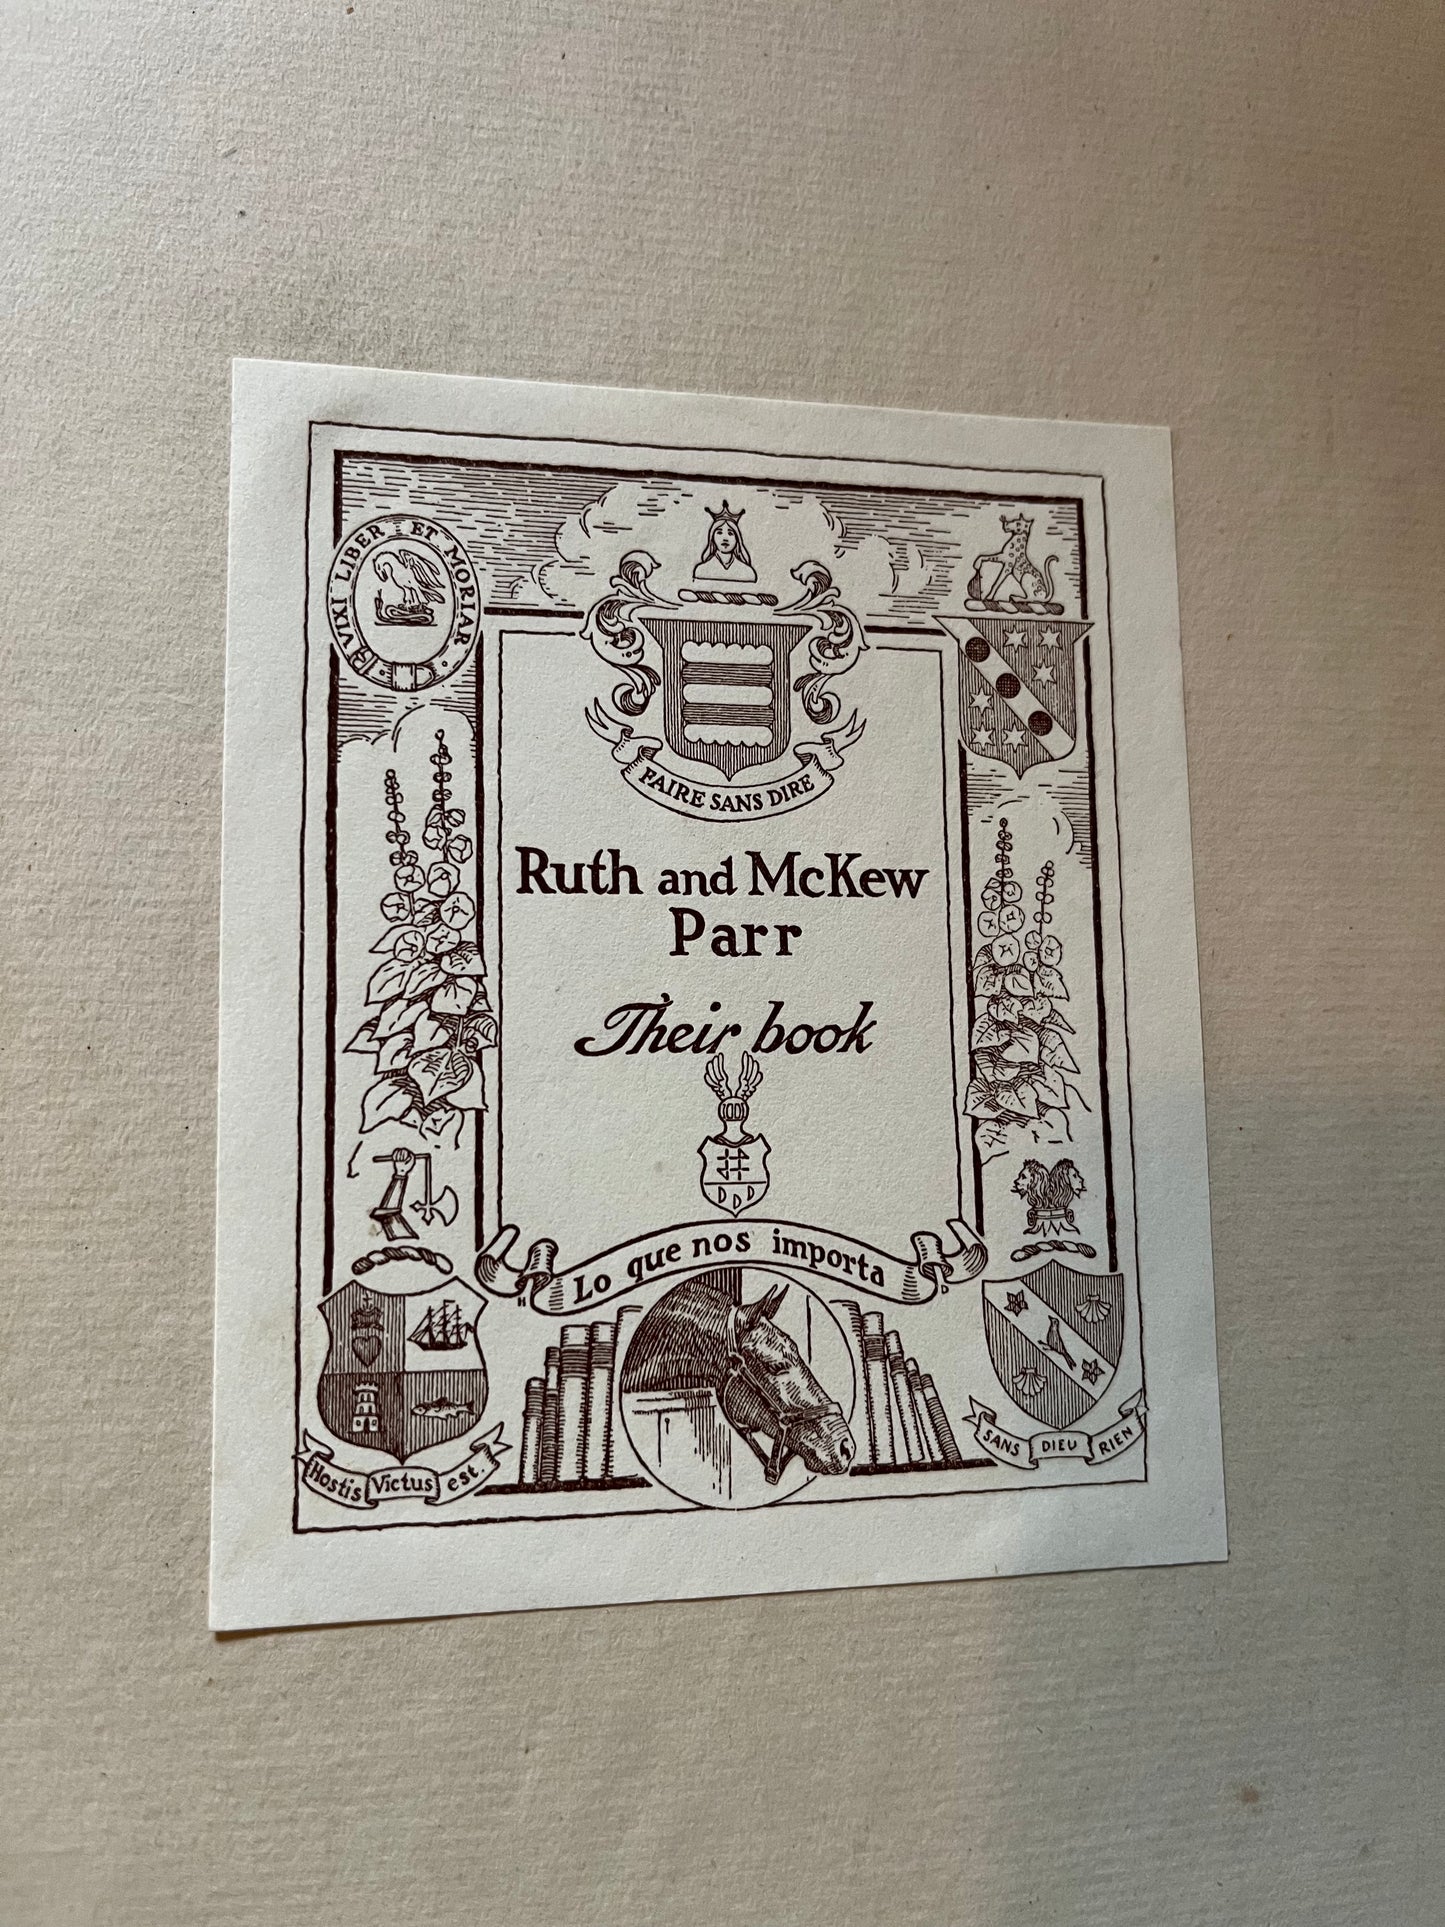 VIXI LIBER ET MORIAR
FAIRE SANS DIRE
Ruth and McKew
Parr
Their book
Lo que nos importa
H D
Hostis Victus est.
SANS DIEU RIEN